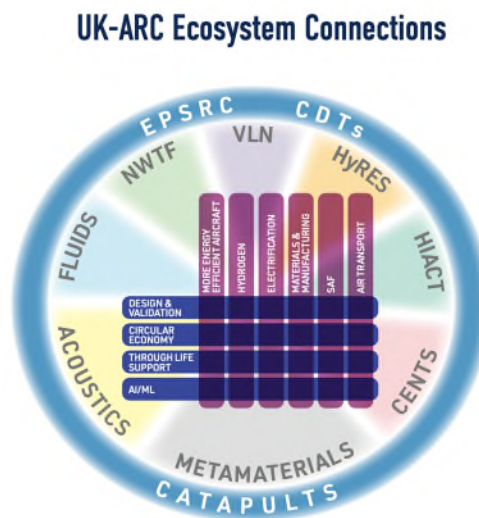 UK-ARC Ecosystem Connections
EPSRC CDTs
NWTF
VLN
HyRES
FLUIDS
HIACT
MORE ENERGY
EFFICIENT AIRCRAFT
HYDROGEN
ELECTRIFICATION
MATERIALS &
MANUFACTURING
SAF
AIR TRANSPORT
DESIGN &
VALIDATION
CIRCULAR
ECONOMY
THROUGH LIFE
SUPPORT
AI/ML
ACOUSTICS
CENTS
METAMATERIALS
CATAPULTS